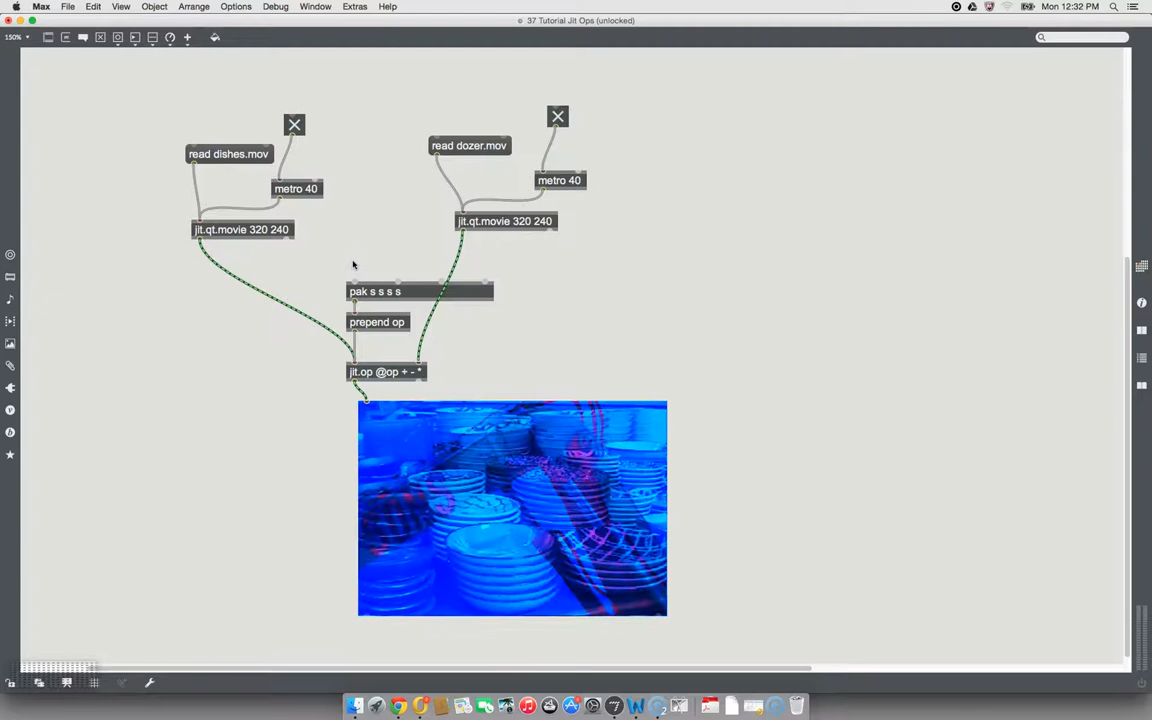 Max File Edit View Object Arrange Options Debug Window Extras Help
Mon 12:32 PM
37 Tutorial Jit Ops (unlocked)
150%
read dishes.mov
read dozer.mov
metro 40
metro 40
jit.qt.movie 320 240
jit.qt.movie 320 240
pak s s s s
prepend op
jit.op @op + - *